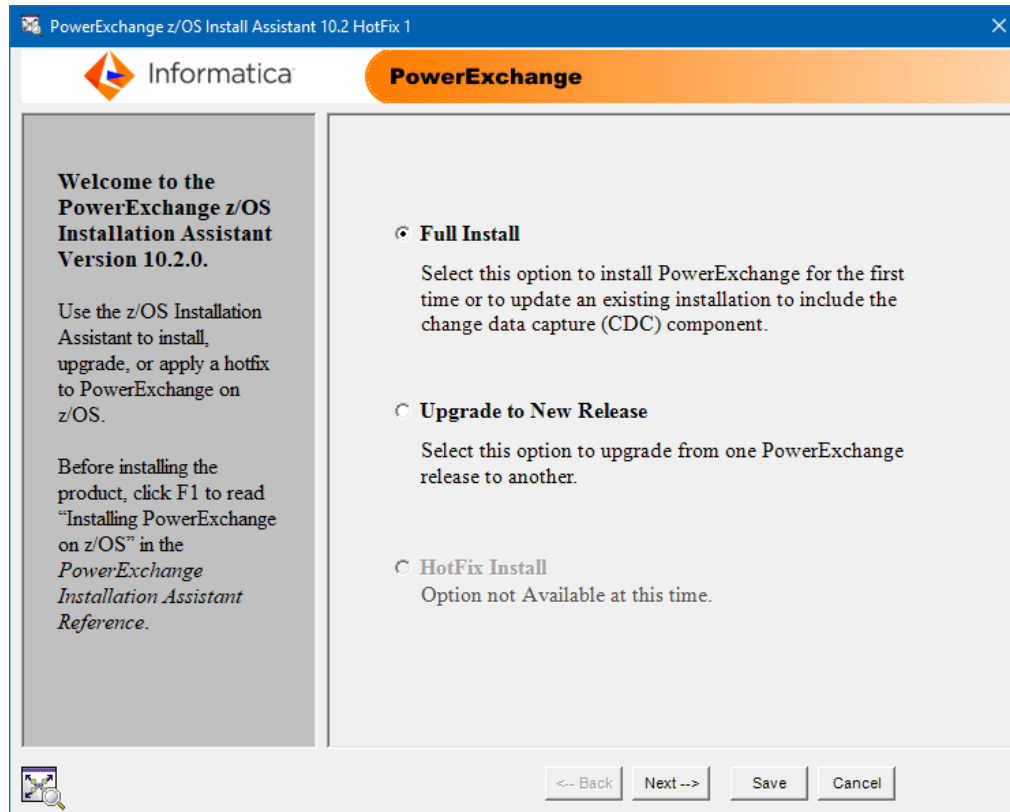 PowerExchange z/OS Install Assistant 10.2 HotFix 1
Informatica
PowerExchange
Welcome to the
PowerExchange z/OS
Installation Assistant
Version 10.2.0.
Use the z/OS Installation
Assistant to install,
upgrade, or apply a hotfix
to PowerExchange on
z/OS.
Before installing the
product, click F1 to read
“Installing PowerExchange
on z/OS” in the
PowerExchange
Installation Assistant
Reference.
Full Install
Select this option to install PowerExchange for the first
time or to update an existing installation to include the
change data capture (CDC) component.
Upgrade to New Release
Select this option to upgrade from one PowerExchange
release to another.
HotFix Install
Option not Available at this time.
<-- Back
Next -->
Save
Cancel